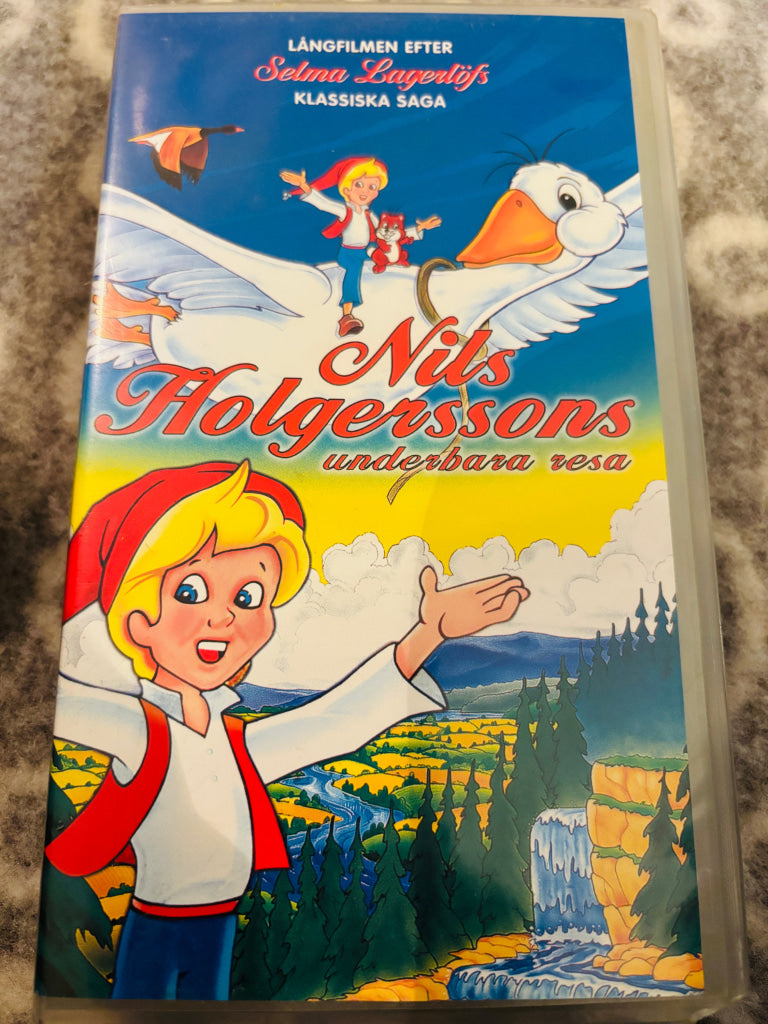 LÅNGFILMEN EFTER
Selma Lagerlöfs
KLASSISKA SAGA
Nils
Holgerssons
underbara resa